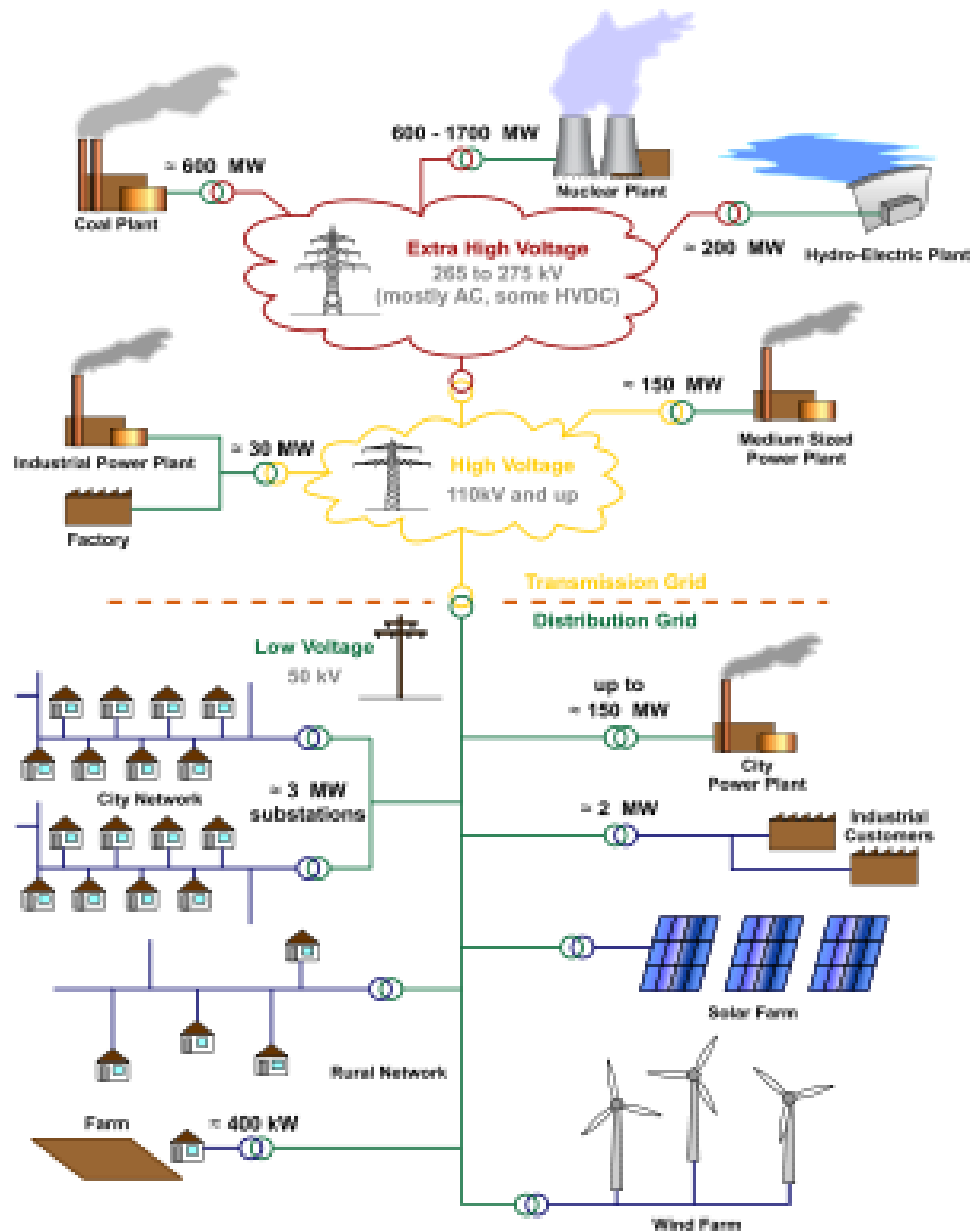 600 - 1700 MW
≈ 600 MW
Nuclear Plant
Coal Plant
Extra High Voltage
265 to 275 kV
(mostly AC, some HVDC)
≈ 200 MW
Hydro-Electric Plant
≈ 150 MW
Medium Sized
Power Plant
Industrial Power Plant
≈ 30 MW
High Voltage
110kV and up
Factory
Transmission Grid
Distribution Grid
Low Voltage
50 kV
up to
≈ 150 MW
City
Power Plant
City Network
≈ 3 MW
substations
≈ 2 MW
Industrial
Customers
Solar Farm
Rural Network
Farm
≈ 400 kW
Wind Farm